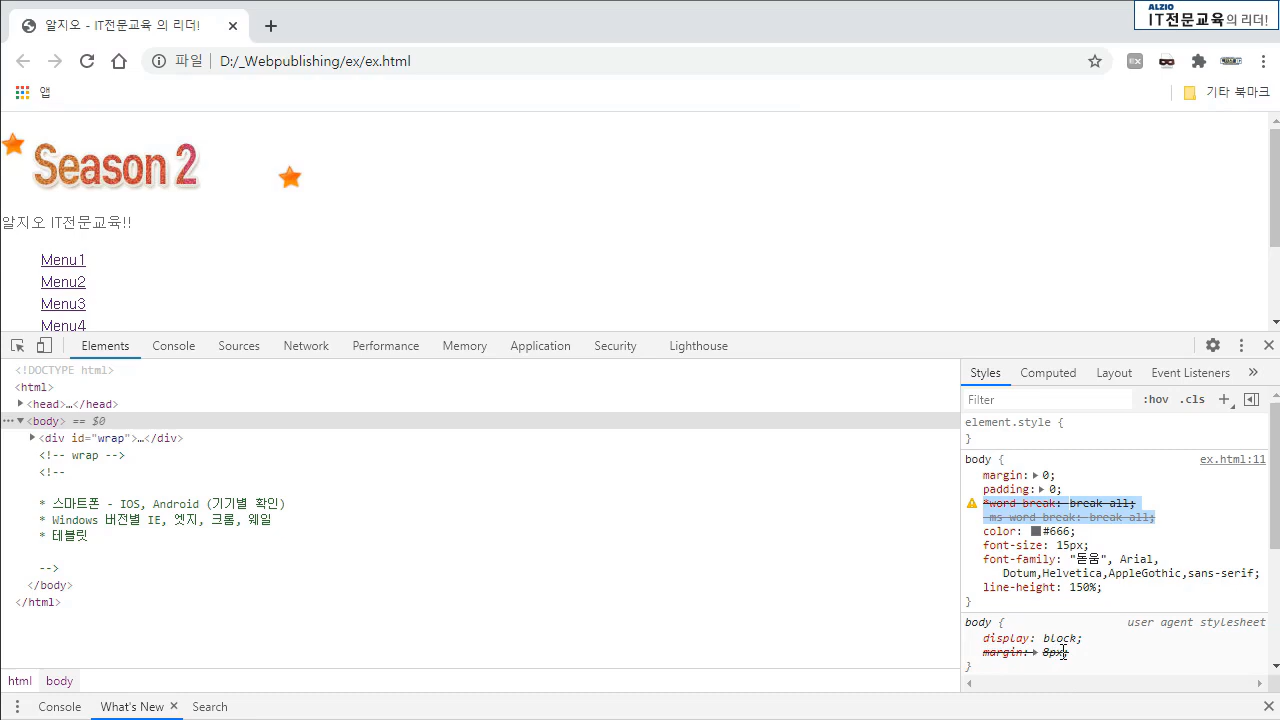 알지오 - IT전문교육 의 리더!
ALZIO
IT전문교육의 리더!
파일 D:/_Webpublishing/ex/ex.html
EX
앱
기타 북마크
Season 2
알지오 IT전문교육!!
Menu1
Menu2
Menu3
Menu4
Elements Console Sources Network Performance Memory Application Security Lighthouse
<!DOCTYPE html>
<html>
<head>…</head>
<body> == $0
<div id="wrap">…</div>
<!-- wrap -->
<!--
* 스마트폰 - IOS, Android (기기별 확인)
* Windows 버전별 IE, 엣지, 크롬, 웨일
* 테블릿
-->
</body>
</html>
html body
Styles Computed Layout Event Listeners »
Filter :hov .cls
element.style {
}
body { ex.html:11
margin: 0;
padding: 0;
*word-break: break-all;
-ms-word-break: break-all;
color: #666;
font-size: 15px;
font-family: "돋움", Arial,
Dotum,Helvetica,AppleGothic,sans-serif;
line-height: 150%;
}
body { user agent stylesheet
display: block;
margin: 8px;
}
Console What's New Search